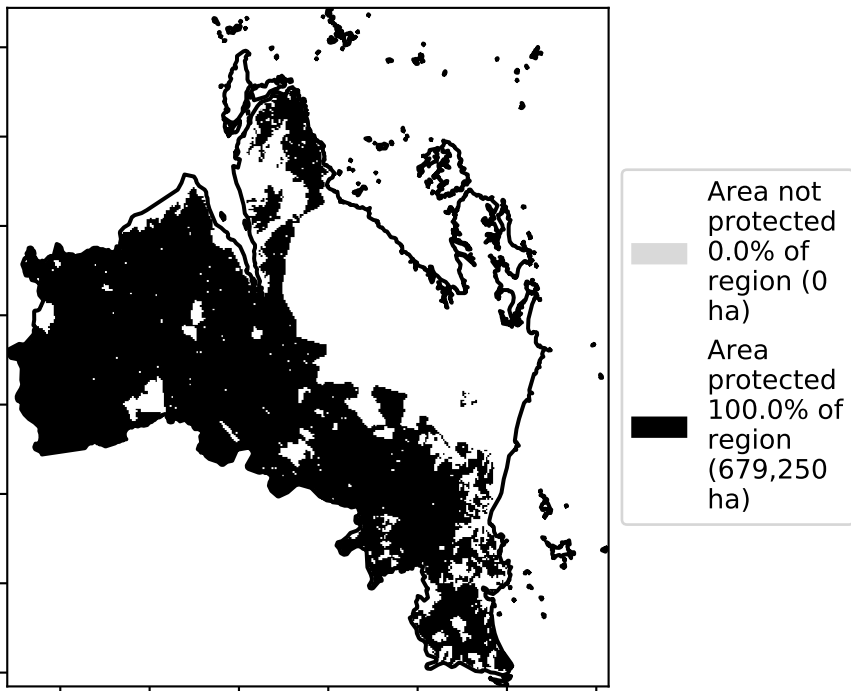 Area not
protected
0.0% of
region (0
ha)
Area
protected
100.0% of
region
(679,250
ha)